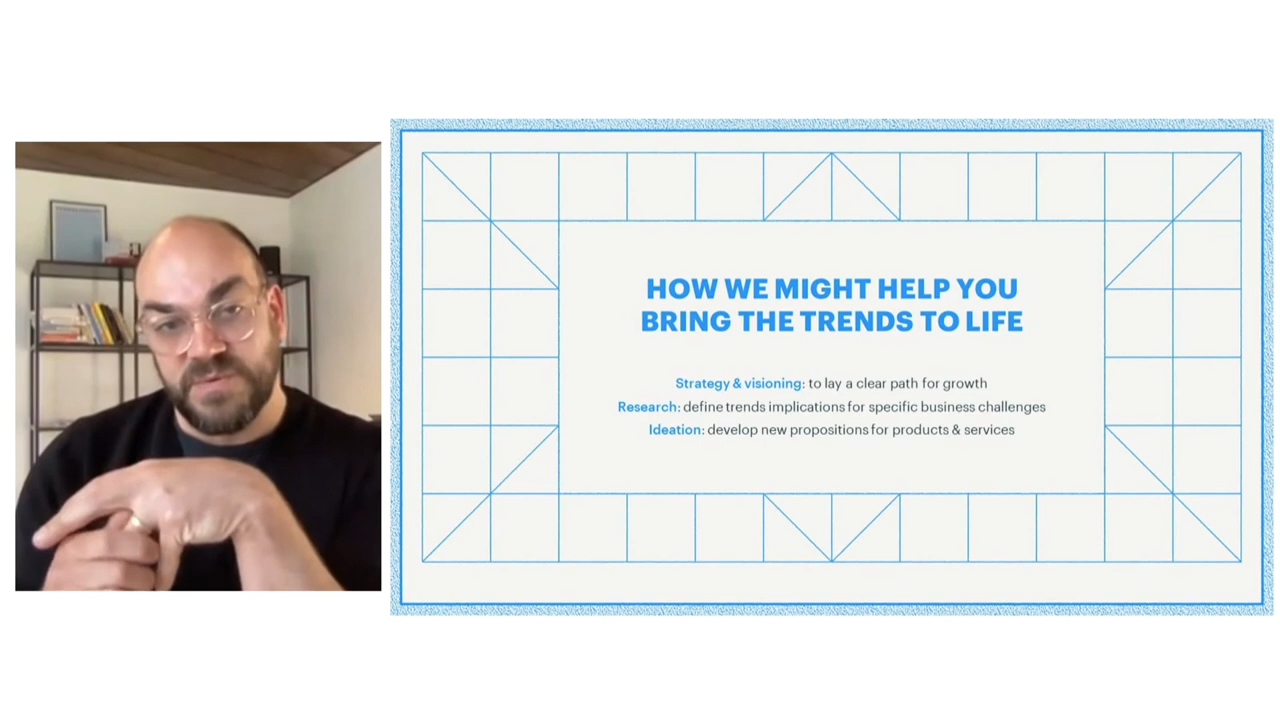 HOW WE MIGHT HELP YOU
BRING THE TRENDS TO LIFE
Strategy & visioning: to lay a clear path for growth
Research: define trends implications for specific business challenges
Ideation: develop new propositions for products & services